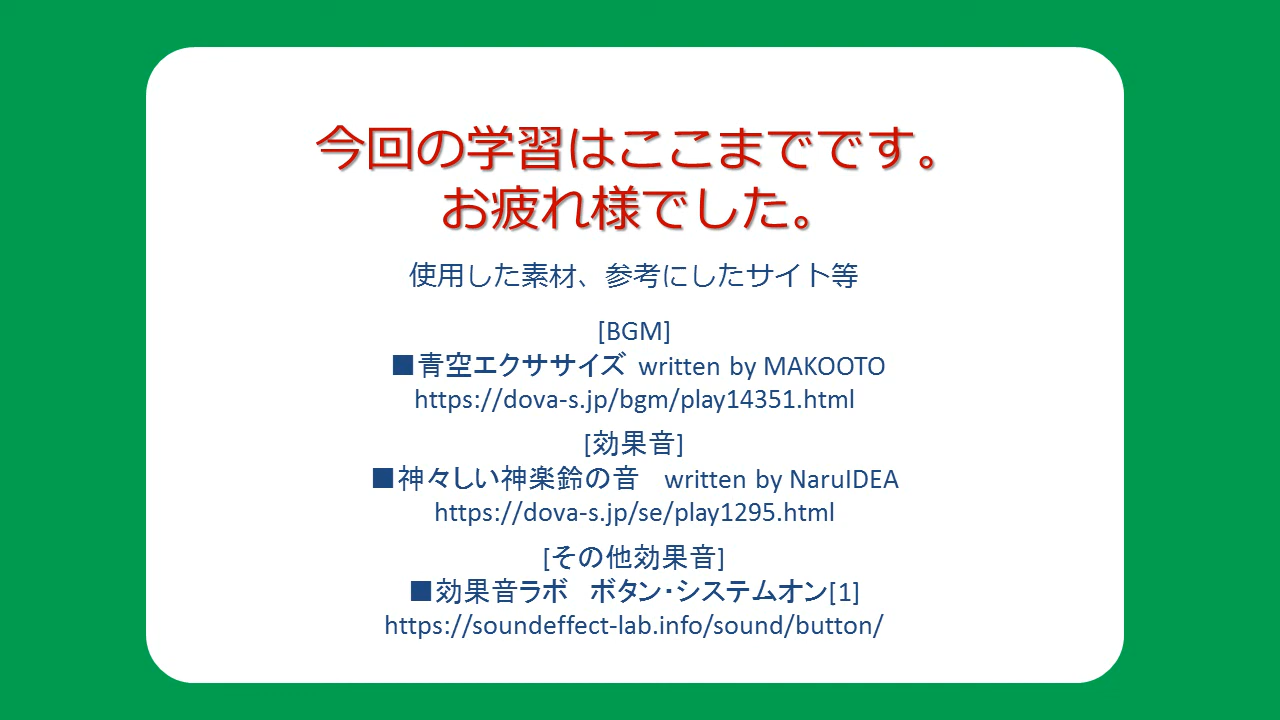 今回の学習はここまでです。
お疲れ様でした。
使用した素材、参考にしたサイト等
[BGM]
■青空エクササイズ written by MAKOOTO
https://dova-s.jp/bgm/play14351.html
[効果音]
■神々しい神楽鈴の音　written by NaruIDEA
https://dova-s.jp/se/play1295.html
[その他効果音]
■効果音ラボ　ボタン・システムオン[1]
https://soundeffect-lab.info/sound/button/